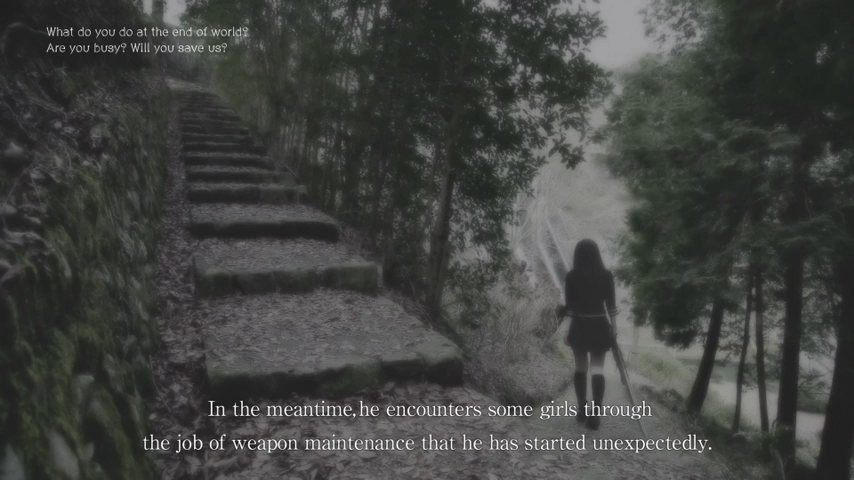 What do you do at the end of world?
Are you busy? Will you save us?
In the meantime,he encounters some girls through
the job of weapon maintenance that he has started unexpectedly.